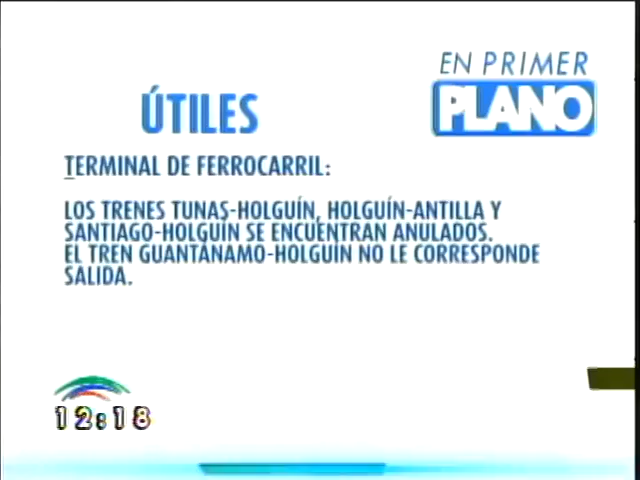 EN PRIMER
PLANO
ÚTILES
TERMINAL DE FERROCARRIL:
LOS TRENES TUNAS-HOLGUÍN, HOLGUÍN-ANTILLA Y
SANTIAGO-HOLGUÍN SE ENCUENTRAN ANULADOS.
EL TREN GUANTÁNAMO-HOLGUÍN NO LE CORRESPONDE
SALIDA.
12:18